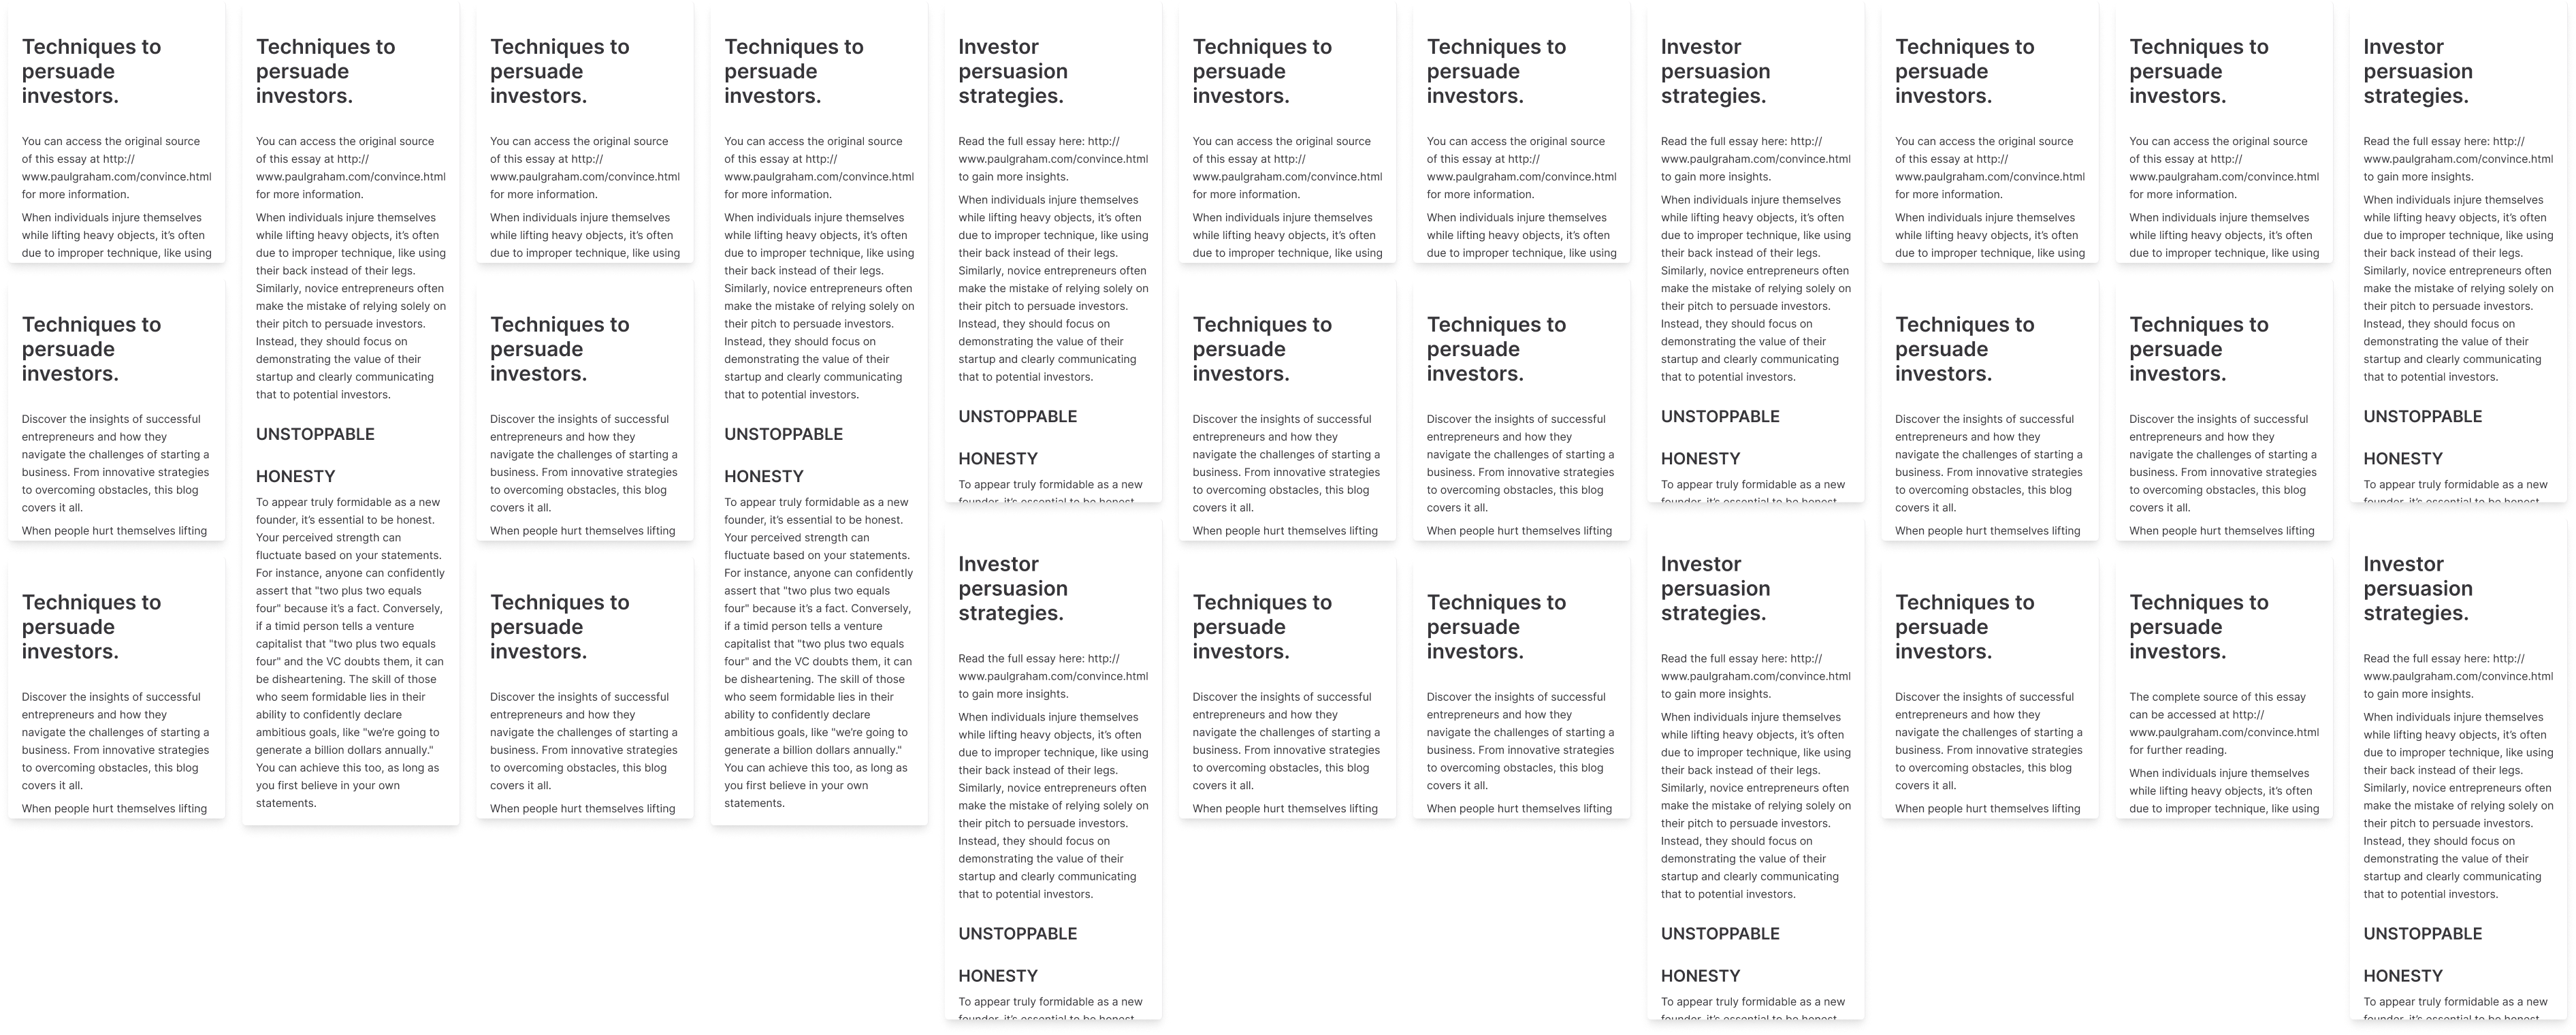 Techniques to
persuade
investors.
You can access the original source
of this essay at http://
www.paulgraham.com/convince.html
for more information.
When individuals injure themselves
while lifting heavy objects, it’s often
due to improper technique, like using
Techniques to
persuade
investors.
Discover the insights of successful
entrepreneurs and how they
navigate the challenges of starting a
business. From innovative strategies
to overcoming obstacles, this blog
covers it all.
When people hurt themselves lifting
Techniques to
persuade
investors.
Discover the insights of successful
entrepreneurs and how they
navigate the challenges of starting a
business. From innovative strategies
to overcoming obstacles, this blog
covers it all.
When people hurt themselves lifting
Techniques to
persuade
investors.
You can access the original source
of this essay at http://
www.paulgraham.com/convince.html
for more information.
When individuals injure themselves
while lifting heavy objects, it’s often
due to improper technique, like using
their back instead of their legs.
Similarly, novice entrepreneurs often
make the mistake of relying solely on
their pitch to persuade investors.
Instead, they should focus on
demonstrating the value of their
startup and clearly communicating
that to potential investors.
UNSTOPPABLE
HONESTY
To appear truly formidable as a new
founder, it’s essential to be honest.
Your perceived strength can
fluctuate based on your statements.
For instance, anyone can confidently
assert that "two plus two equals
four" because it’s a fact. Conversely,
if a timid person tells a venture
capitalist that "two plus two equals
four" and the VC doubts them, it can
be disheartening. The skill of those
who seem formidable lies in their
ability to confidently declare
ambitious goals, like "we’re going to
generate a billion dollars annually."
You can achieve this too, as long as
you first believe in your own
statements.
Techniques to
persuade
investors.
You can access the original source
of this essay at http://
www.paulgraham.com/convince.html
for more information.
When individuals injure themselves
while lifting heavy objects, it’s often
due to improper technique, like using
Techniques to
persuade
investors.
Discover the insights of successful
entrepreneurs and how they
navigate the challenges of starting a
business. From innovative strategies
to overcoming obstacles, this blog
covers it all.
When people hurt themselves lifting
Techniques to
persuade
investors.
Discover the insights of successful
entrepreneurs and how they
navigate the challenges of starting a
business. From innovative strategies
to overcoming obstacles, this blog
covers it all.
When people hurt themselves lifting
Techniques to
persuade
investors.
You can access the original source
of this essay at http://
www.paulgraham.com/convince.html
for more information.
When individuals injure themselves
while lifting heavy objects, it’s often
due to improper technique, like using
their back instead of their legs.
Similarly, novice entrepreneurs often
make the mistake of relying solely on
their pitch to persuade investors.
Instead, they should focus on
demonstrating the value of their
startup and clearly communicating
that to potential investors.
UNSTOPPABLE
HONESTY
To appear truly formidable as a new
founder, it’s essential to be honest.
Your perceived strength can
fluctuate based on your statements.
For instance, anyone can confidently
assert that "two plus two equals
four" because it’s a fact. Conversely,
if a timid person tells a venture
capitalist that "two plus two equals
four" and the VC doubts them, it can
be disheartening. The skill of those
who seem formidable lies in their
ability to confidently declare
ambitious goals, like "we’re going to
generate a billion dollars annually."
You can achieve this too, as long as
you first believe in your own
statements.
Investor
persuasion
strategies.
Read the full essay here: http://
www.paulgraham.com/convince.html
to gain more insights.
When individuals injure themselves
while lifting heavy objects, it’s often
due to improper technique, like using
their back instead of their legs.
Similarly, novice entrepreneurs often
make the mistake of relying solely on
their pitch to persuade investors.
Instead, they should focus on
demonstrating the value of their
startup and clearly communicating
that to potential investors.
UNSTOPPABLE
HONESTY
To appear truly formidable as a new
founder, it’s essential to be honest
Investor
persuasion
strategies.
Read the full essay here: http://
www.paulgraham.com/convince.html
to gain more insights.
When individuals injure themselves
while lifting heavy objects, it’s often
due to improper technique, like using
their back instead of their legs.
Similarly, novice entrepreneurs often
make the mistake of relying solely on
their pitch to persuade investors.
Instead, they should focus on
demonstrating the value of their
startup and clearly communicating
that to potential investors.
UNSTOPPABLE
HONESTY
To appear truly formidable as a new
founder, it’s essential to be honest
Techniques to
persuade
investors.
You can access the original source
of this essay at http://
www.paulgraham.com/convince.html
for more information.
When individuals injure themselves
while lifting heavy objects, it’s often
due to improper technique, like using
Techniques to
persuade
investors.
Discover the insights of successful
entrepreneurs and how they
navigate the challenges of starting a
business. From innovative strategies
to overcoming obstacles, this blog
covers it all.
When people hurt themselves lifting
Techniques to
persuade
investors.
Discover the insights of successful
entrepreneurs and how they
navigate the challenges of starting a
business. From innovative strategies
to overcoming obstacles, this blog
covers it all.
When people hurt themselves lifting
Techniques to
persuade
investors.
You can access the original source
of this essay at http://
www.paulgraham.com/convince.html
for more information.
When individuals injure themselves
while lifting heavy objects, it’s often
due to improper technique, like using
Techniques to
persuade
investors.
Discover the insights of successful
entrepreneurs and how they
navigate the challenges of starting a
business. From innovative strategies
to overcoming obstacles, this blog
covers it all.
When people hurt themselves lifting
Techniques to
persuade
investors.
Discover the insights of successful
entrepreneurs and how they
navigate the challenges of starting a
business. From innovative strategies
to overcoming obstacles, this blog
covers it all.
When people hurt themselves lifting
Investor
persuasion
strategies.
Read the full essay here: http://
www.paulgraham.com/convince.html
to gain more insights.
When individuals injure themselves
while lifting heavy objects, it’s often
due to improper technique, like using
their back instead of their legs.
Similarly, novice entrepreneurs often
make the mistake of relying solely on
their pitch to persuade investors.
Instead, they should focus on
demonstrating the value of their
startup and clearly communicating
that to potential investors.
UNSTOPPABLE
HONESTY
To appear truly formidable as a new
founder, it’s essential to be honest
Investor
persuasion
strategies.
Read the full essay here: http://
www.paulgraham.com/convince.html
to gain more insights.
When individuals injure themselves
while lifting heavy objects, it’s often
due to improper technique, like using
their back instead of their legs.
Similarly, novice entrepreneurs often
make the mistake of relying solely on
their pitch to persuade investors.
Instead, they should focus on
demonstrating the value of their
startup and clearly communicating
that to potential investors.
UNSTOPPABLE
HONESTY
To appear truly formidable as a new
founder, it’s essential to be honest
Techniques to
persuade
investors.
You can access the original source
of this essay at http://
www.paulgraham.com/convince.html
for more information.
When individuals injure themselves
while lifting heavy objects, it’s often
due to improper technique, like using
Techniques to
persuade
investors.
Discover the insights of successful
entrepreneurs and how they
navigate the challenges of starting a
business. From innovative strategies
to overcoming obstacles, this blog
covers it all.
When people hurt themselves lifting
Techniques to
persuade
investors.
Discover the insights of successful
entrepreneurs and how they
navigate the challenges of starting a
business. From innovative strategies
to overcoming obstacles, this blog
covers it all.
When people hurt themselves lifting
Techniques to
persuade
investors.
You can access the original source
of this essay at http://
www.paulgraham.com/convince.html
for more information.
When individuals injure themselves
while lifting heavy objects, it’s often
due to improper technique, like using
Techniques to
persuade
investors.
Discover the insights of successful
entrepreneurs and how they
navigate the challenges of starting a
business. From innovative strategies
to overcoming obstacles, this blog
covers it all.
When people hurt themselves lifting
Techniques to
persuade
investors.
The complete source of this essay
can be accessed at http://
www.paulgraham.com/convince.html
for further reading.
When individuals injure themselves
while lifting heavy objects, it’s often
due to improper technique, like using
Investor
persuasion
strategies.
Read the full essay here: http://
www.paulgraham.com/convince.html
to gain more insights.
When individuals injure themselves
while lifting heavy objects, it’s often
due to improper technique, like using
their back instead of their legs.
Similarly, novice entrepreneurs often
make the mistake of relying solely on
their pitch to persuade investors.
Instead, they should focus on
demonstrating the value of their
startup and clearly communicating
that to potential investors.
UNSTOPPABLE
HONESTY
To appear truly formidable as a new
founder, it’s essential to be honest
Investor
persuasion
strategies.
Read the full essay here: http://
www.paulgraham.com/convince.html
to gain more insights.
When individuals injure themselves
while lifting heavy objects, it’s often
due to improper technique, like using
their back instead of their legs.
Similarly, novice entrepreneurs often
make the mistake of relying solely on
their pitch to persuade investors.
Instead, they should focus on
demonstrating the value of their
startup and clearly communicating
that to potential investors.
UNSTOPPABLE
HONESTY
To appear truly formidable as a new
founder, it’s essential to be honest